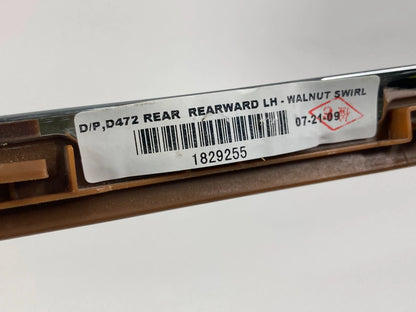 D/P,D472 REAR REARWARD LH - WALNUT SWIRL
07-21-09
1829255